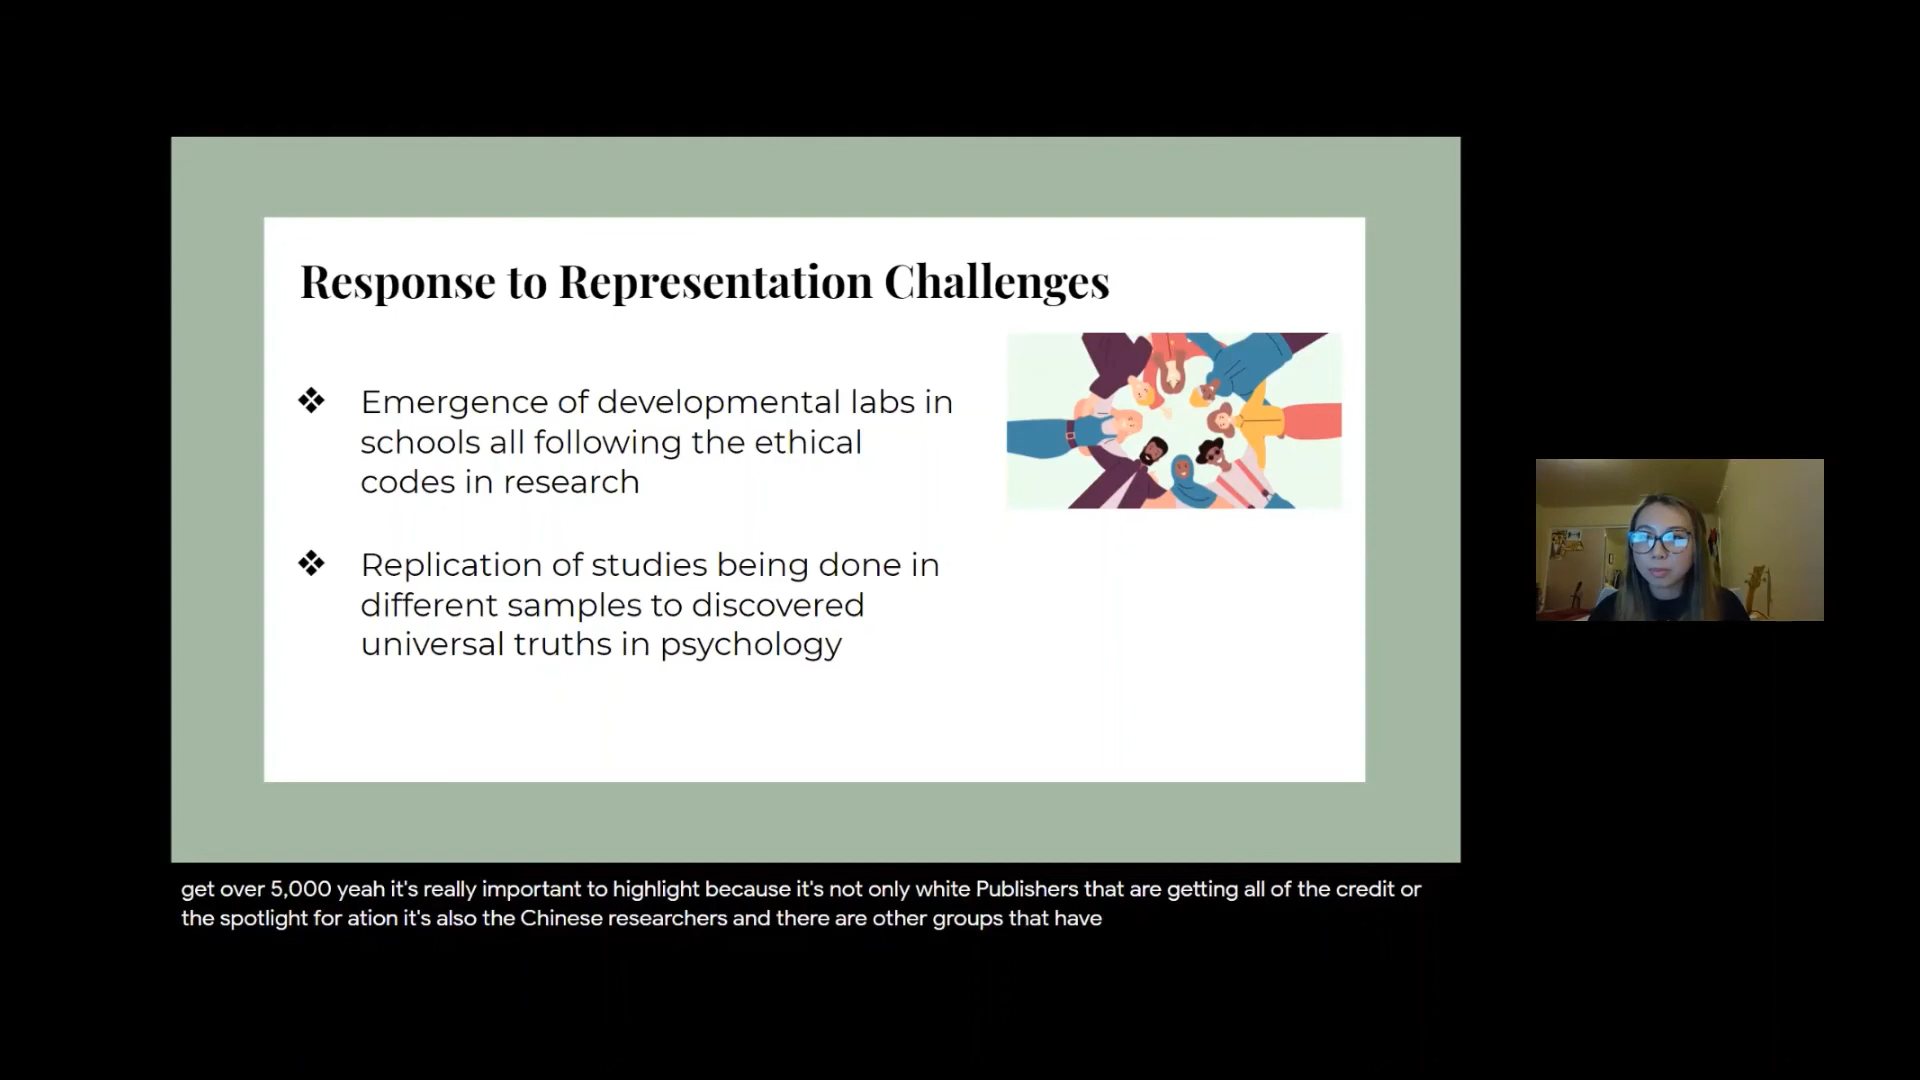 Response to Representation Challenges
❖ Emergence of developmental labs in
schools all following the ethical
codes in research
❖ Replication of studies being done in
different samples to discovered
universal truths in psychology
get over 5,000 yeah it's really important to highlight because it's not only white Publishers that are getting all of the credit or
the spotlight for ation it's also the Chinese researchers and there are other groups that have